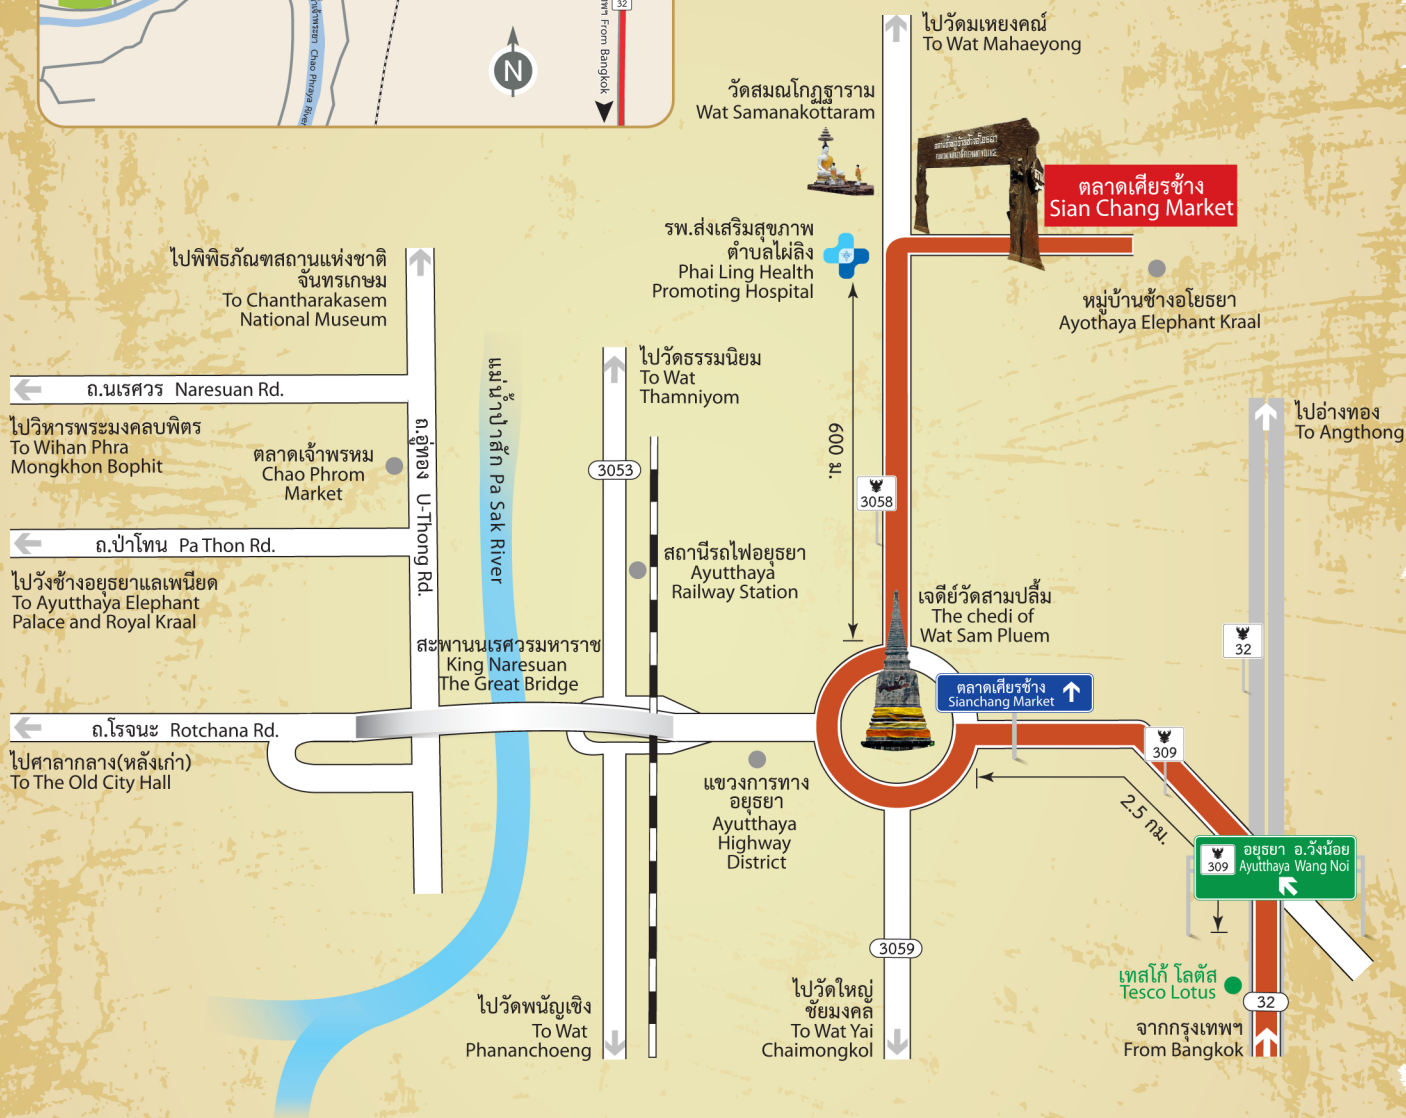 32
เจ้าพระยา Chao Phraya River
From Bangkok
N
ไปวัดมเหยงคณ์
To Wat Mahaeyong
วัดสมณโกฏฐาราม
Wat Samanakottaram
ตลาดเศียรช้าง
Sian Chang Market
รพ.ส่งเสริมสุขภาพ
ตำบลไผ่ลิง
Phai Ling Health
Promoting Hospital
หมู่บ้านช้างอโยธยา
Ayothaya Elephant Kraal
ไปพิพิธภัณฑสถานแห่งชาติ
จันทรเกษม
To Chantharakasem
National Museum
ถ.นเรศวร Naresuan Rd.
ไปวิหารพระมงคลบพิตร
To Wihan Phra
Mongkhon Bophit
ตลาดเจ้าพรหม
Chao Phrom
Market
ถ.อู่ทอง U-Thong Rd.
แม่น้ำป่าสัก Pa Sak River
ไปวัดธรรมนิยม
To Wat
Thamniyom
3053
600 ม.
3058
ไปอ่างทอง
To Angthong
ถ.ป่าโทน Pa Thon Rd.
ไปวังช้างอยุธยาแลเพนียด
To Ayutthaya Elephant
Palace and Royal Kraal
สถานีรถไฟอยุธยา
Ayutthaya
Railway Station
เจดีย์วัดสามปลื้ม
The chedi of
Wat Sam Pluem
32
สะพานนเรศวรมหาราช
King Naresuan
The Great Bridge
ตลาดเศียรช้าง
Sianchang Market
ถ.โรจนะ Rotchana Rd.
ไปศาลากลาง(หลังเก่า)
To The Old City Hall
309
2.5 กม.
แขวงการทาง
อยุธยา
Ayutthaya
Highway
District
309
อยุธยา อ.วังน้อย
Ayutthaya Wang Noi
3059
เทสโก้ โลตัส
Tesco Lotus
32
ไปวัดพนัญเชิง
To Wat
Phananchoeng
ไปวัดใหญ่
ชัยมงคล
To Wat Yai
Chaimongkol
จากกรุงเทพฯ
From Bangkok